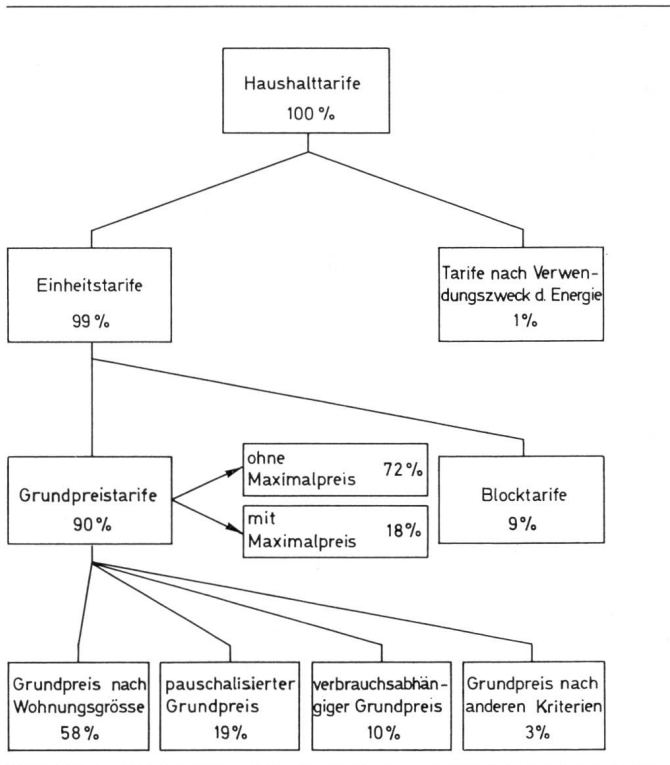 Haushalttarife
100 %
Einheitstarife
99 %
Tarife nach Verwen-
dungszweck d. Energie
1%
Grundpreistarife
90 %
ohne
Maximalpreis 72%
mit
Maximalpreis 18%
Blocktarife
9%
Grundpreis nach
Wohnungsgrösse
58%
pauschalisierter
Grundpreis
19%
verbrauchsabhän-
giger Grundpreis
10%
Grundpreis nach
anderen Kriterien
3%